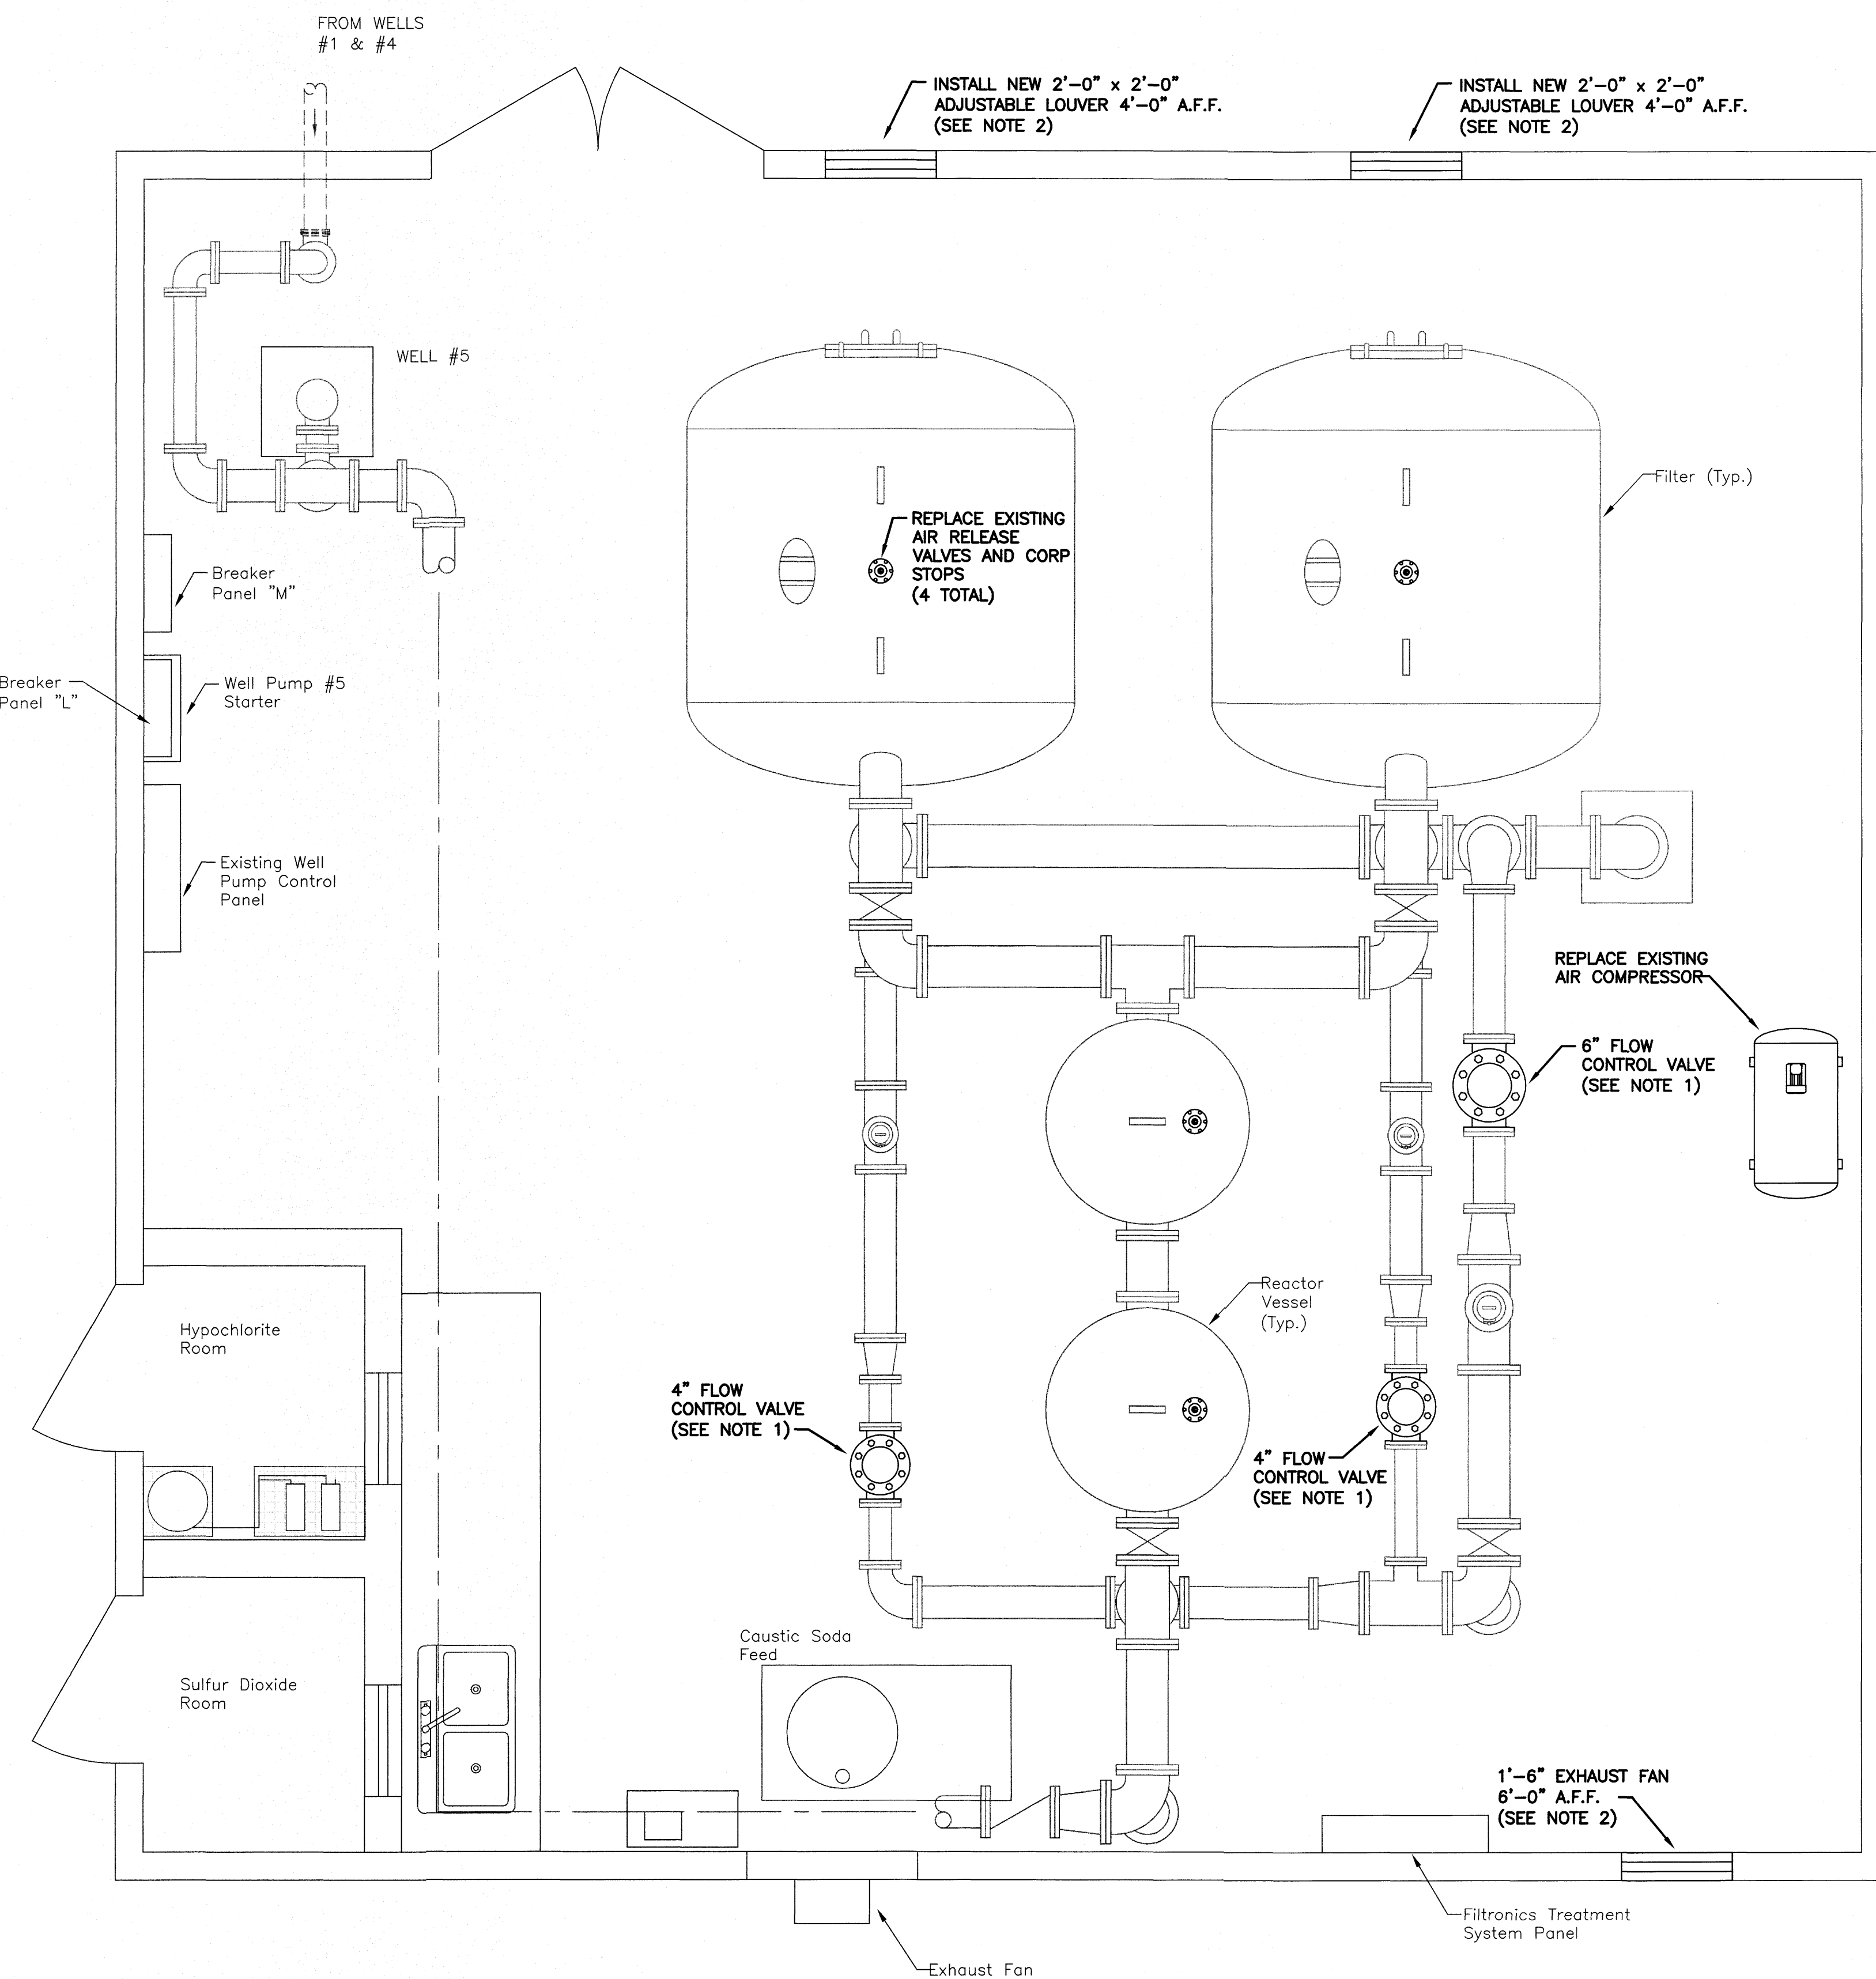 FROM WELLS
#1 & #4
INSTALL NEW 2'-0" x 2'-0"
ADJUSTABLE LOUVER 4'-0" A.F.F.
(SEE NOTE 2)
INSTALL NEW 2'-0" x 2'-0"
ADJUSTABLE LOUVER 4'-0" A.F.F.
(SEE NOTE 2)
WELL #5
Filter (Typ.)
REPLACE EXISTING
AIR RELEASE
VALVES AND CORP
STOPS
(4 TOTAL)
Breaker
Panel "M"
Breaker
Panel "L"
Well Pump #5
Starter
Existing Well
Pump Control
Panel
REPLACE EXISTING
AIR COMPRESSOR
6" FLOW
CONTROL VALVE
(SEE NOTE 1)
Reactor
Vessel
(Typ.)
Hypochlorite
Room
4" FLOW
CONTROL VALVE
(SEE NOTE 1)
4" FLOW
CONTROL VALVE
(SEE NOTE 1)
Caustic Soda
Feed
Sulfur Dioxide
Room
1'-6" EXHAUST FAN
6'-0" A.F.F.
(SEE NOTE 2)
Filtronics Treatment
System Panel
Exhaust Fan